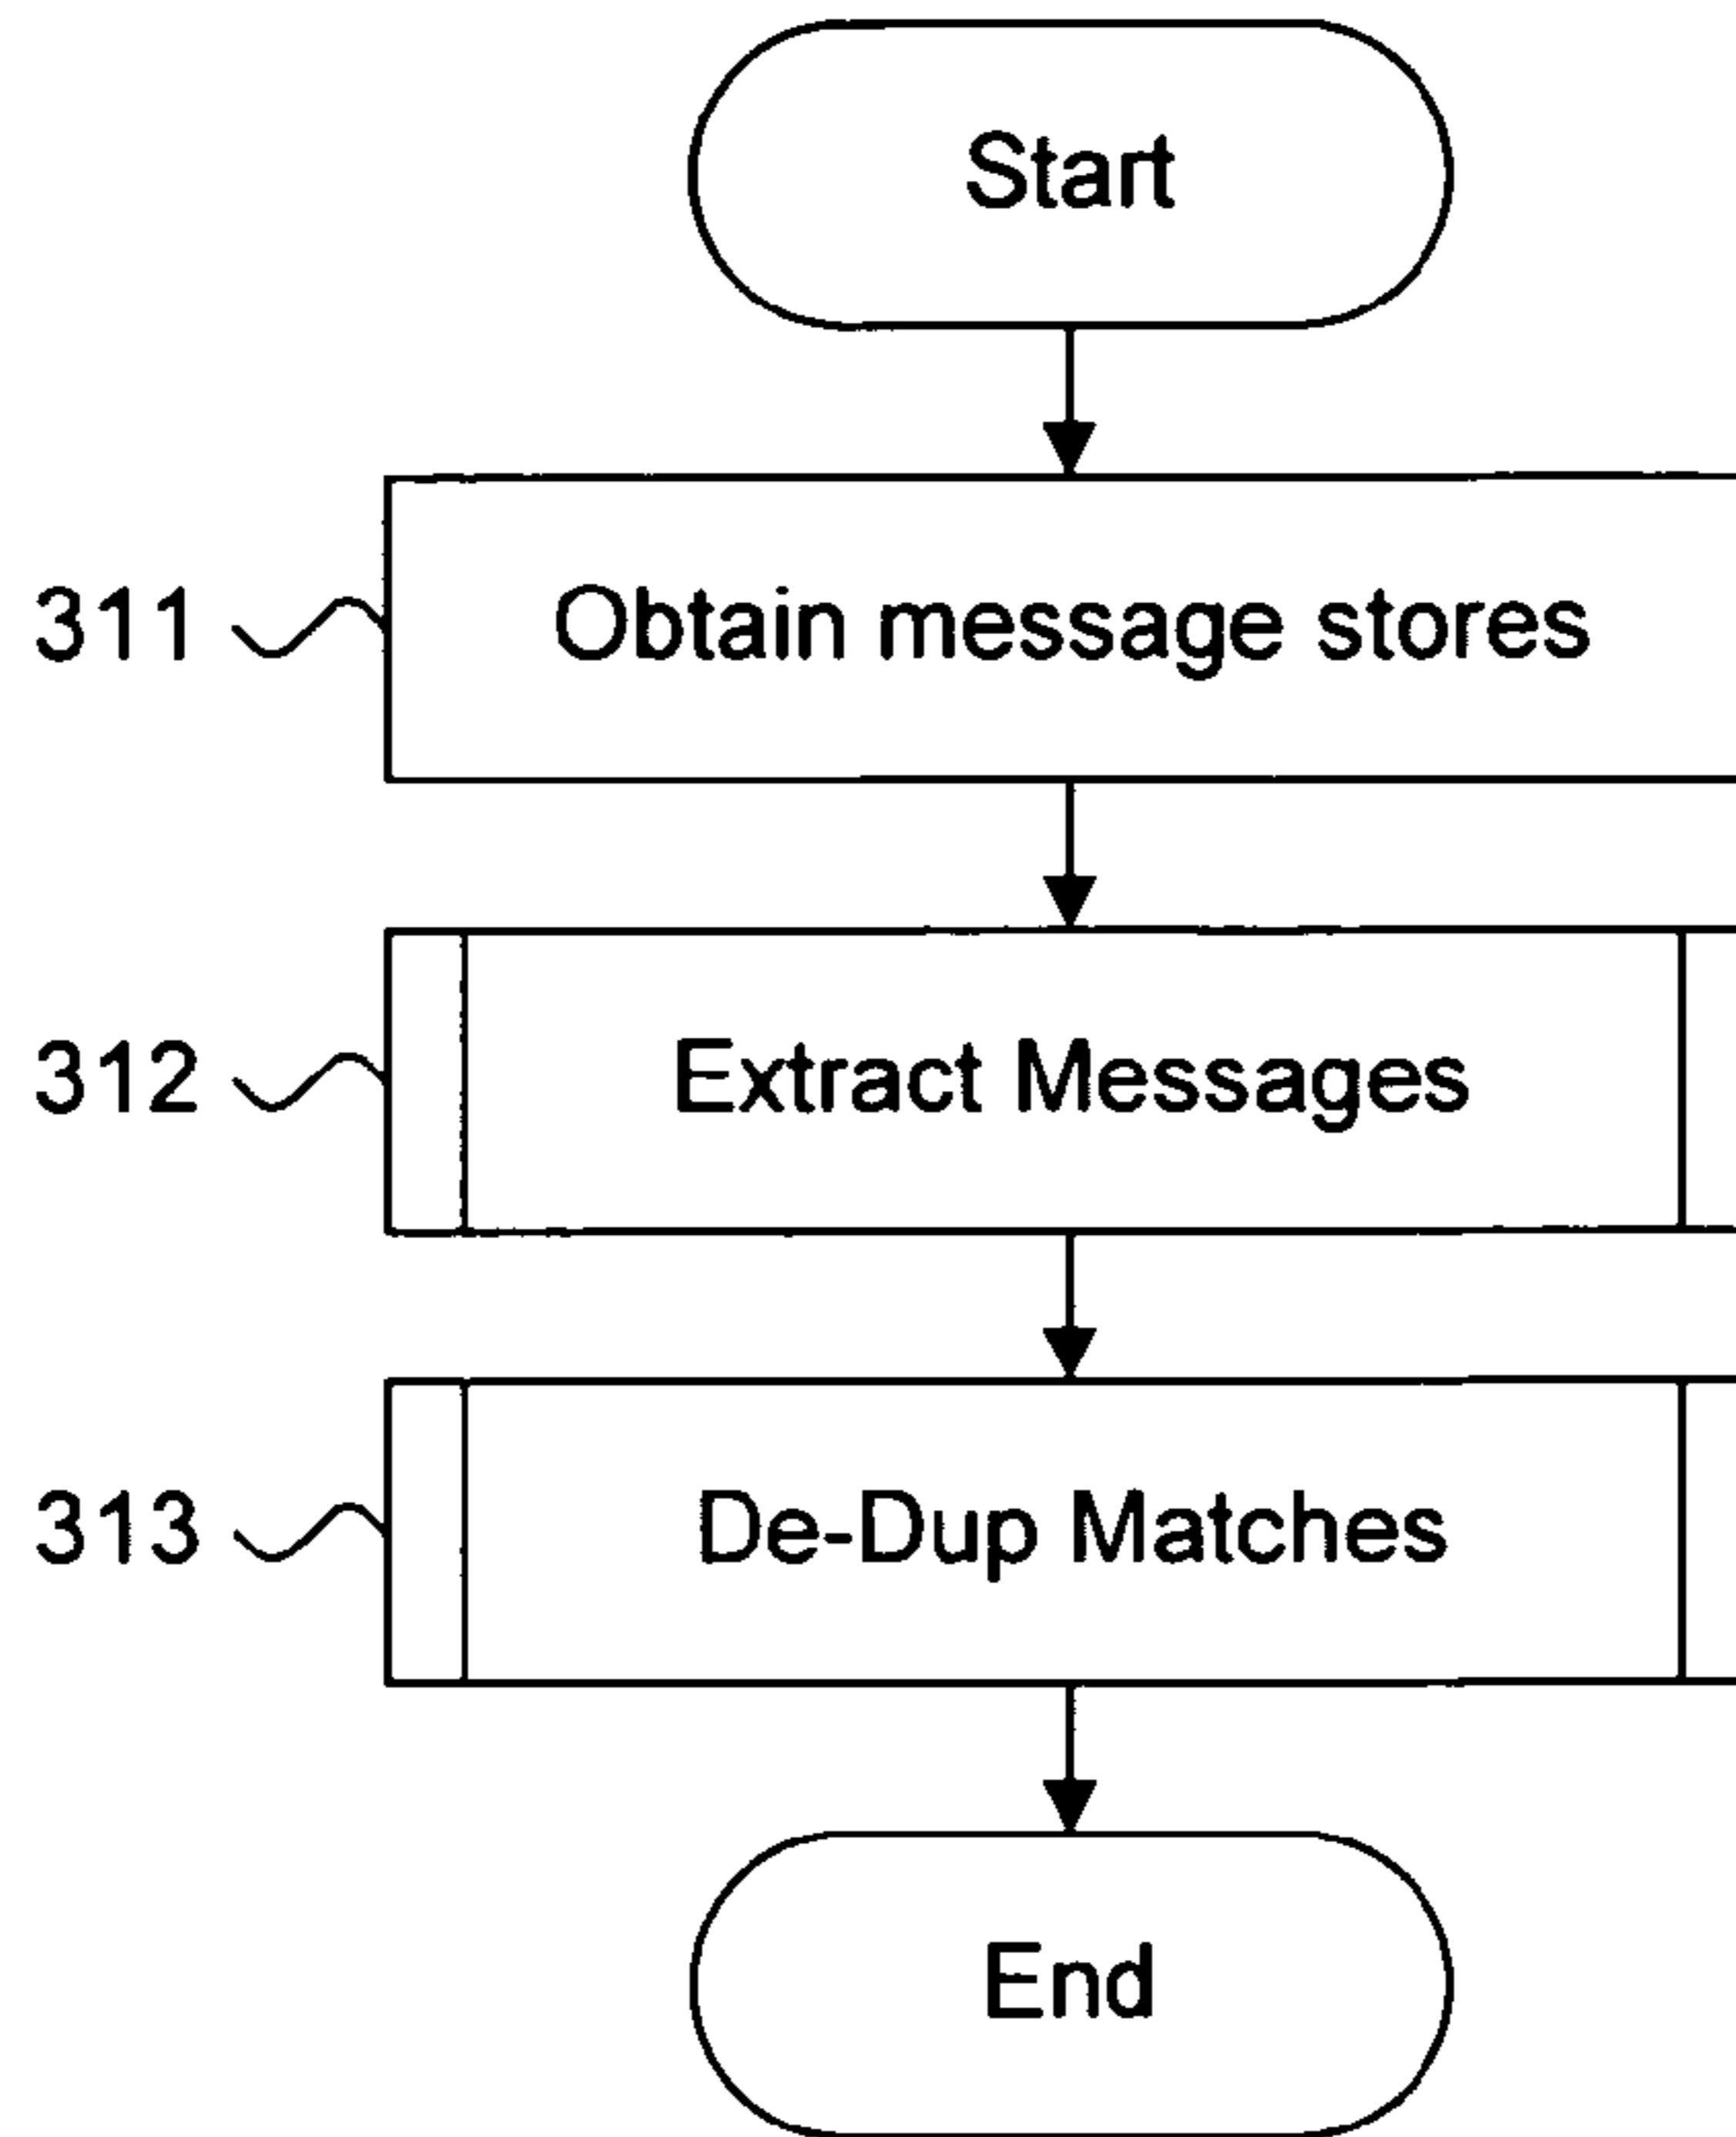 Start
311 Obtain message stores
312 Extract Messages
313 De-Dup Matches
End